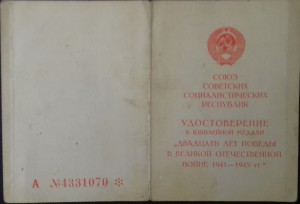 СОЮЗ
СОВЕТСКИХ
СОЦИАЛИСТИЧЕСКИХ
РЕСПУБЛИК
УДОСТОВЕРЕНИЕ
К ЮБИЛЕЙНОЙ МЕДАЛИ
„ДВАДЦАТЬ ЛЕТ ПОБЕДЫ
В ВЕЛИКОЙ ОТЕЧЕСТВЕННОЙ
ВОЙНЕ 1941—1945 гг."
А №4331070